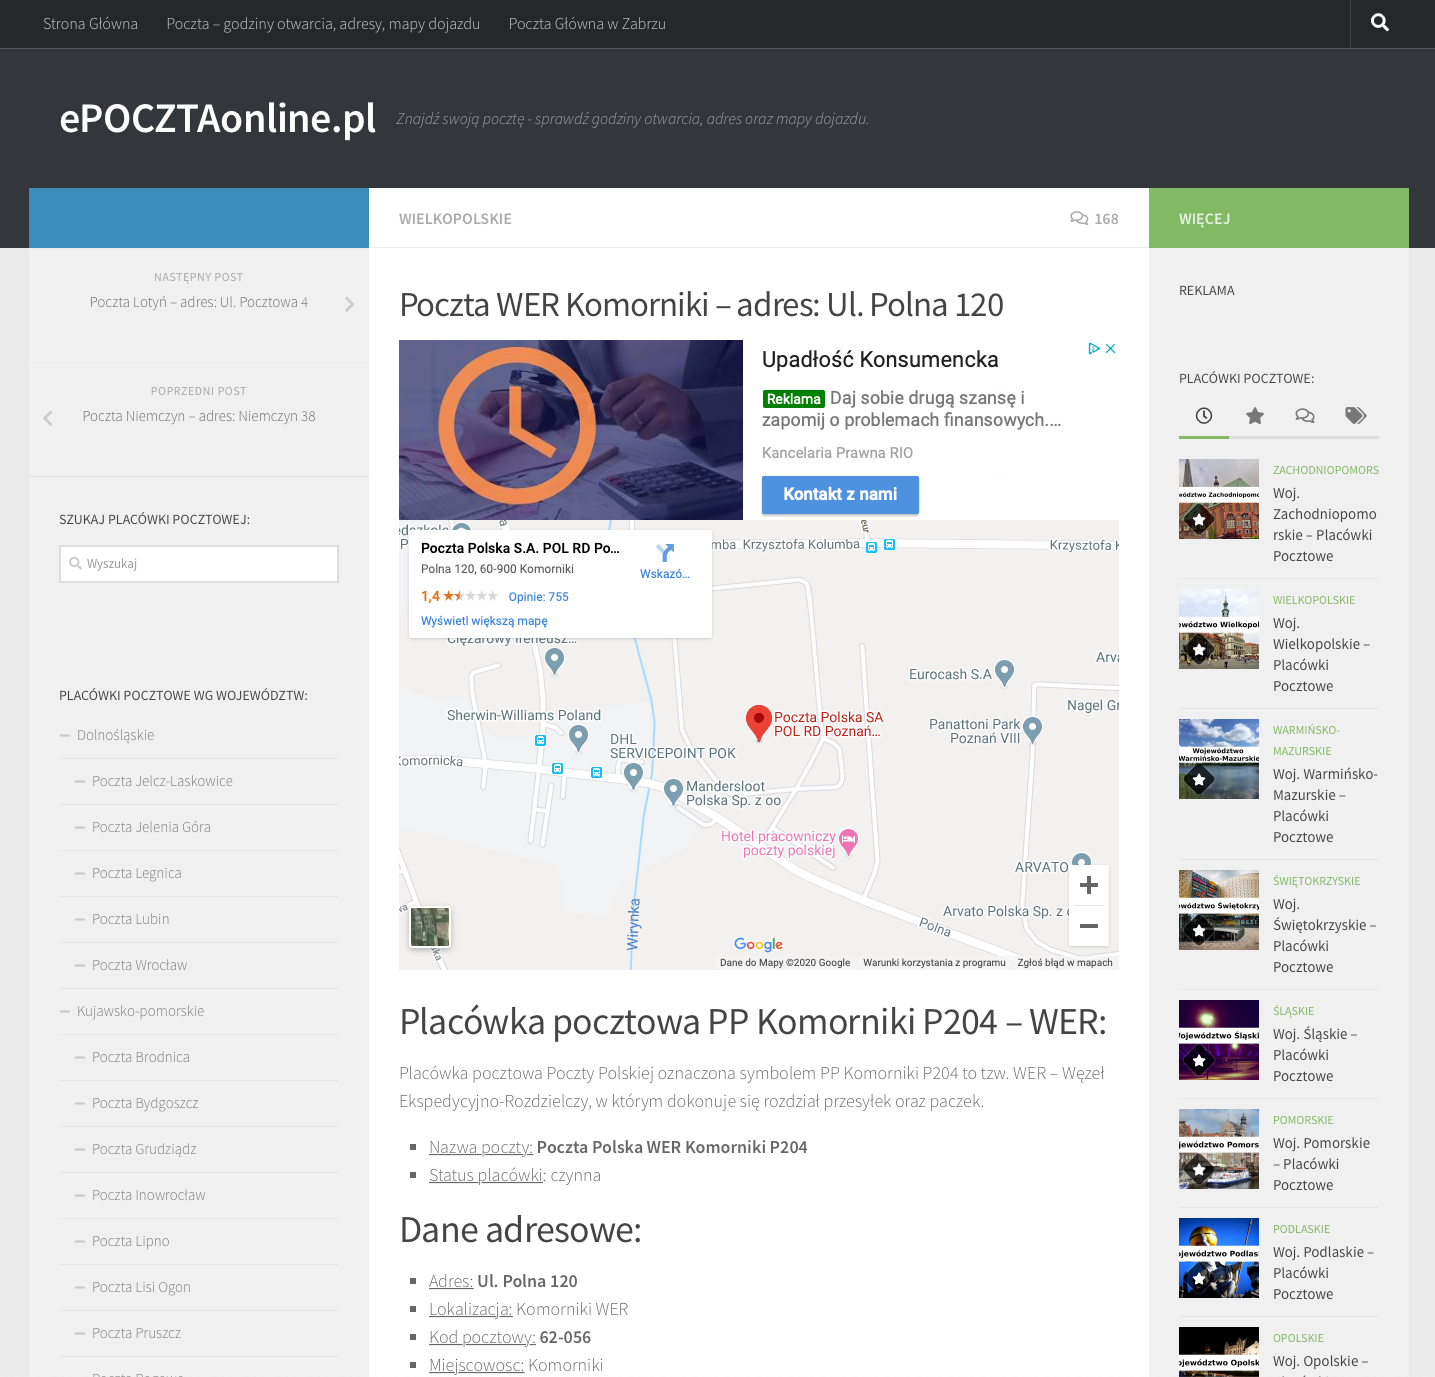 Strona Główna
Poczta – godziny otwarcia, adresy, mapy dojazdu
Poczta Główna w Zabrzu
ePOCZTAonline.pl
Znajdź swoją pocztę - sprawdź godziny otwarcia, adres oraz mapy dojazdu.
NASTĘPNY POST
Poczta Lotyń – adres: Ul. Pocztowa 4
POPRZEDNI POST
Poczta Niemczyn – adres: Niemczyn 38
SZUKAJ PLACÓWKI POCZTOWEJ:
Wyszukaj
PLACÓWKI POCZTOWE WG WOJEWÓDZTW:
Dolnośląskie
Poczta Jelcz-Laskowice
Poczta Jelenia Góra
Poczta Legnica
Poczta Lubin
Poczta Wrocław
Kujawsko-pomorskie
Poczta Brodnica
Poczta Bydgoszcz
Poczta Grudziądz
Poczta Inowrocław
Poczta Lipno
Poczta Lisi Ogon
Poczta Pruszcz
WIELKOPOLSKIE
168
Poczta WER Komorniki – adres: Ul. Polna 120
Upadłość Konsumencka
Reklama Daj sobie drugą szansę i
zapomij o problemach finansowych....
Kancelaria Prawna RIO
Kontakt z nami
Poczta Polska S.A. POL RD Po...
Polna 120, 60-900 Komorniki
1,4
Opinie: 755
Wyświetl większą mapę
Wskazó...
Ciężarowy Ireneusz...
mba
Krzysztofa Kolumba
Krzysztofa K
eur
Eurocash S.A
Arva
Nagel Gr
Sherwin-Williams Poland
DHL
SERVICEPOINT POK
Komornicka
Poczta Polska SA
POL RD Poznań...
Panattoni Park
Poznań VIII
Mandersloot
Polska Sp. z oo
Hotel pracowniczy
poczty polskiej
ARVATO
Arvato Polska Sp. z o
Polna
Wirynka
Google
Dane do Mapy ©2020 Google
Warunki korzystania z programu
Zgłoś błąd w mapach
Placówka pocztowa PP Komorniki P204 – WER:
Placówka pocztowa Poczty Polskiej oznaczona symbolem PP Komorniki P204 to tzw. WER – Węzeł
Ekspedycyjno-Rozdzielczy, w którym dokonuje się rozdział przesyłek oraz paczek.
Nazwa poczty: Poczta Polska WER Komorniki P204
Status placówki: czynna
Dane adresowe:
Adres: Ul. Polna 120
Lokalizacja: Komorniki WER
Kod pocztowy: 62-056
Miejscowosc: Komorniki
WIĘCEJ
REKLAMA
PLACÓWKI POCZTOWE:
ZACHODNIOPOMORS
Woj.
Zachodniopomo
rskie – Placówki
Pocztowe
WIELKOPOLSKIE
Woj.
Wielkopolskie –
Placówki
Pocztowe
Województwo
Warmińsko-Mazurskie
WARMIŃSKO-
MAZURSKIE
Woj. Warmińsko-
Mazurskie –
Placówki
Pocztowe
ŚWIĘTOKRZYSKIE
Woj.
Świętokrzyskie –
Placówki
Pocztowe
ŚLĄSKIE
Woj. Śląskie –
Placówki
Pocztowe
POMORSKIE
Woj. Pomorskie
– Placówki
Pocztowe
PODLASKIE
Woj. Podlaskie –
Placówki
Pocztowe
OPOLSKIE
Woj. Opolskie –